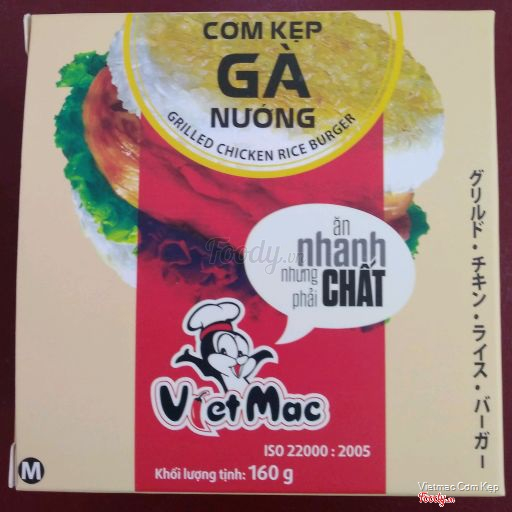 CƠM KẸP
GÀ
NƯỚNG
GRILLED CHICKEN RICE BURGER
ăn
nhanh
nhưng
phải CHẤT
Foody.vn
VietMac
ISO 22000 : 2005
Khối lượng tịnh: 160 g
M
グリルド・チキン・ライス・バーガー
Vietmac Cơm Kẹp
Foody.vn